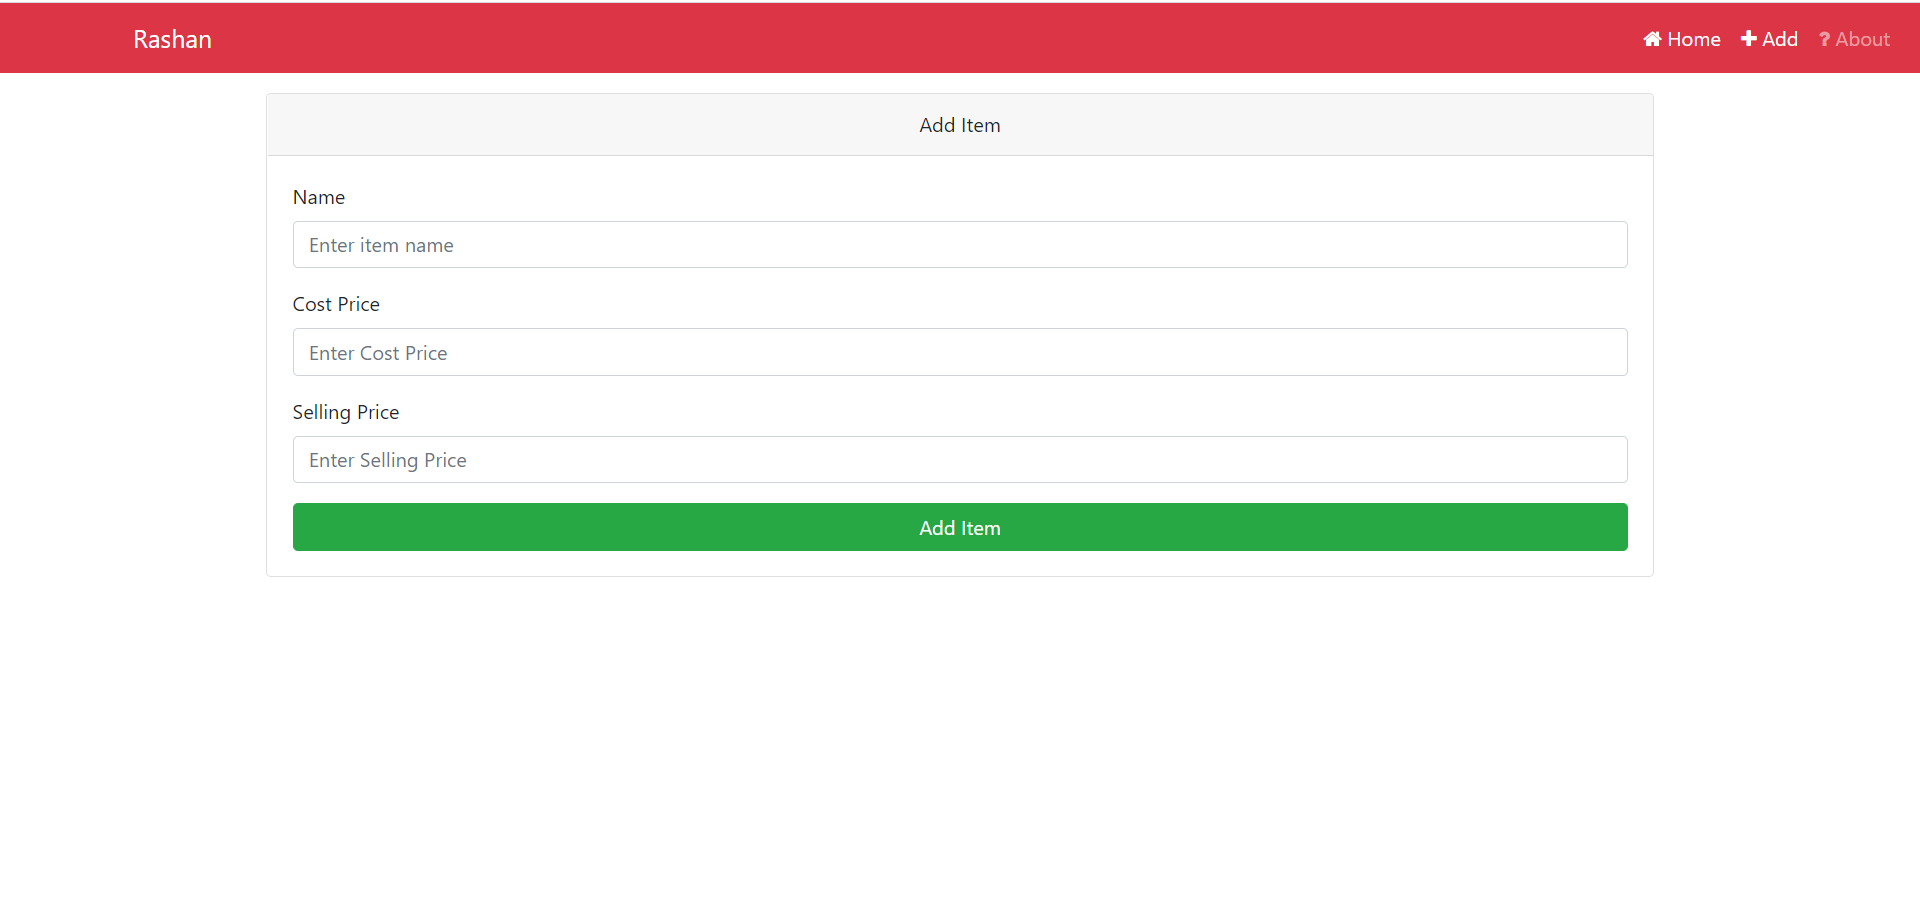 Rashan Home Add ? About
Add Item
Name
Enter item name
Cost Price
Enter Cost Price
Selling Price
Enter Selling Price
Add Item